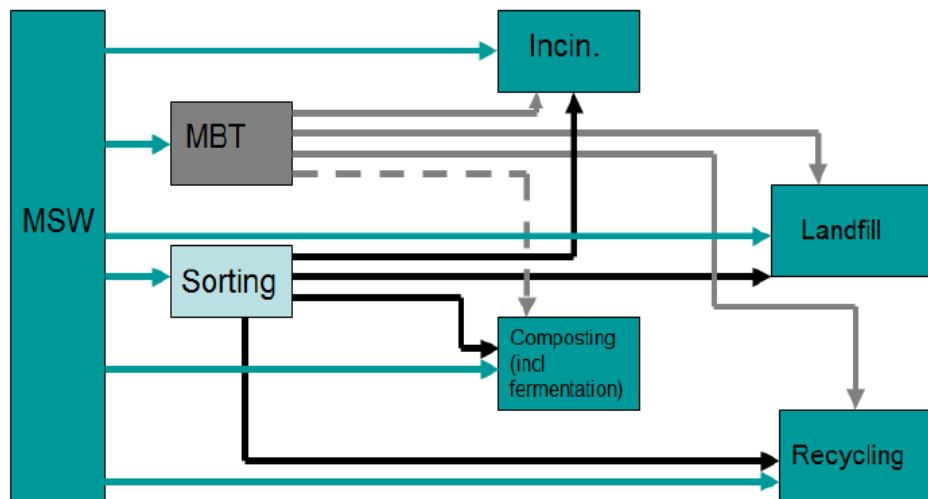 Incin.
MBT
MSW
Landfill
Sorting
Composting
(incl
fermentation)
Recycling